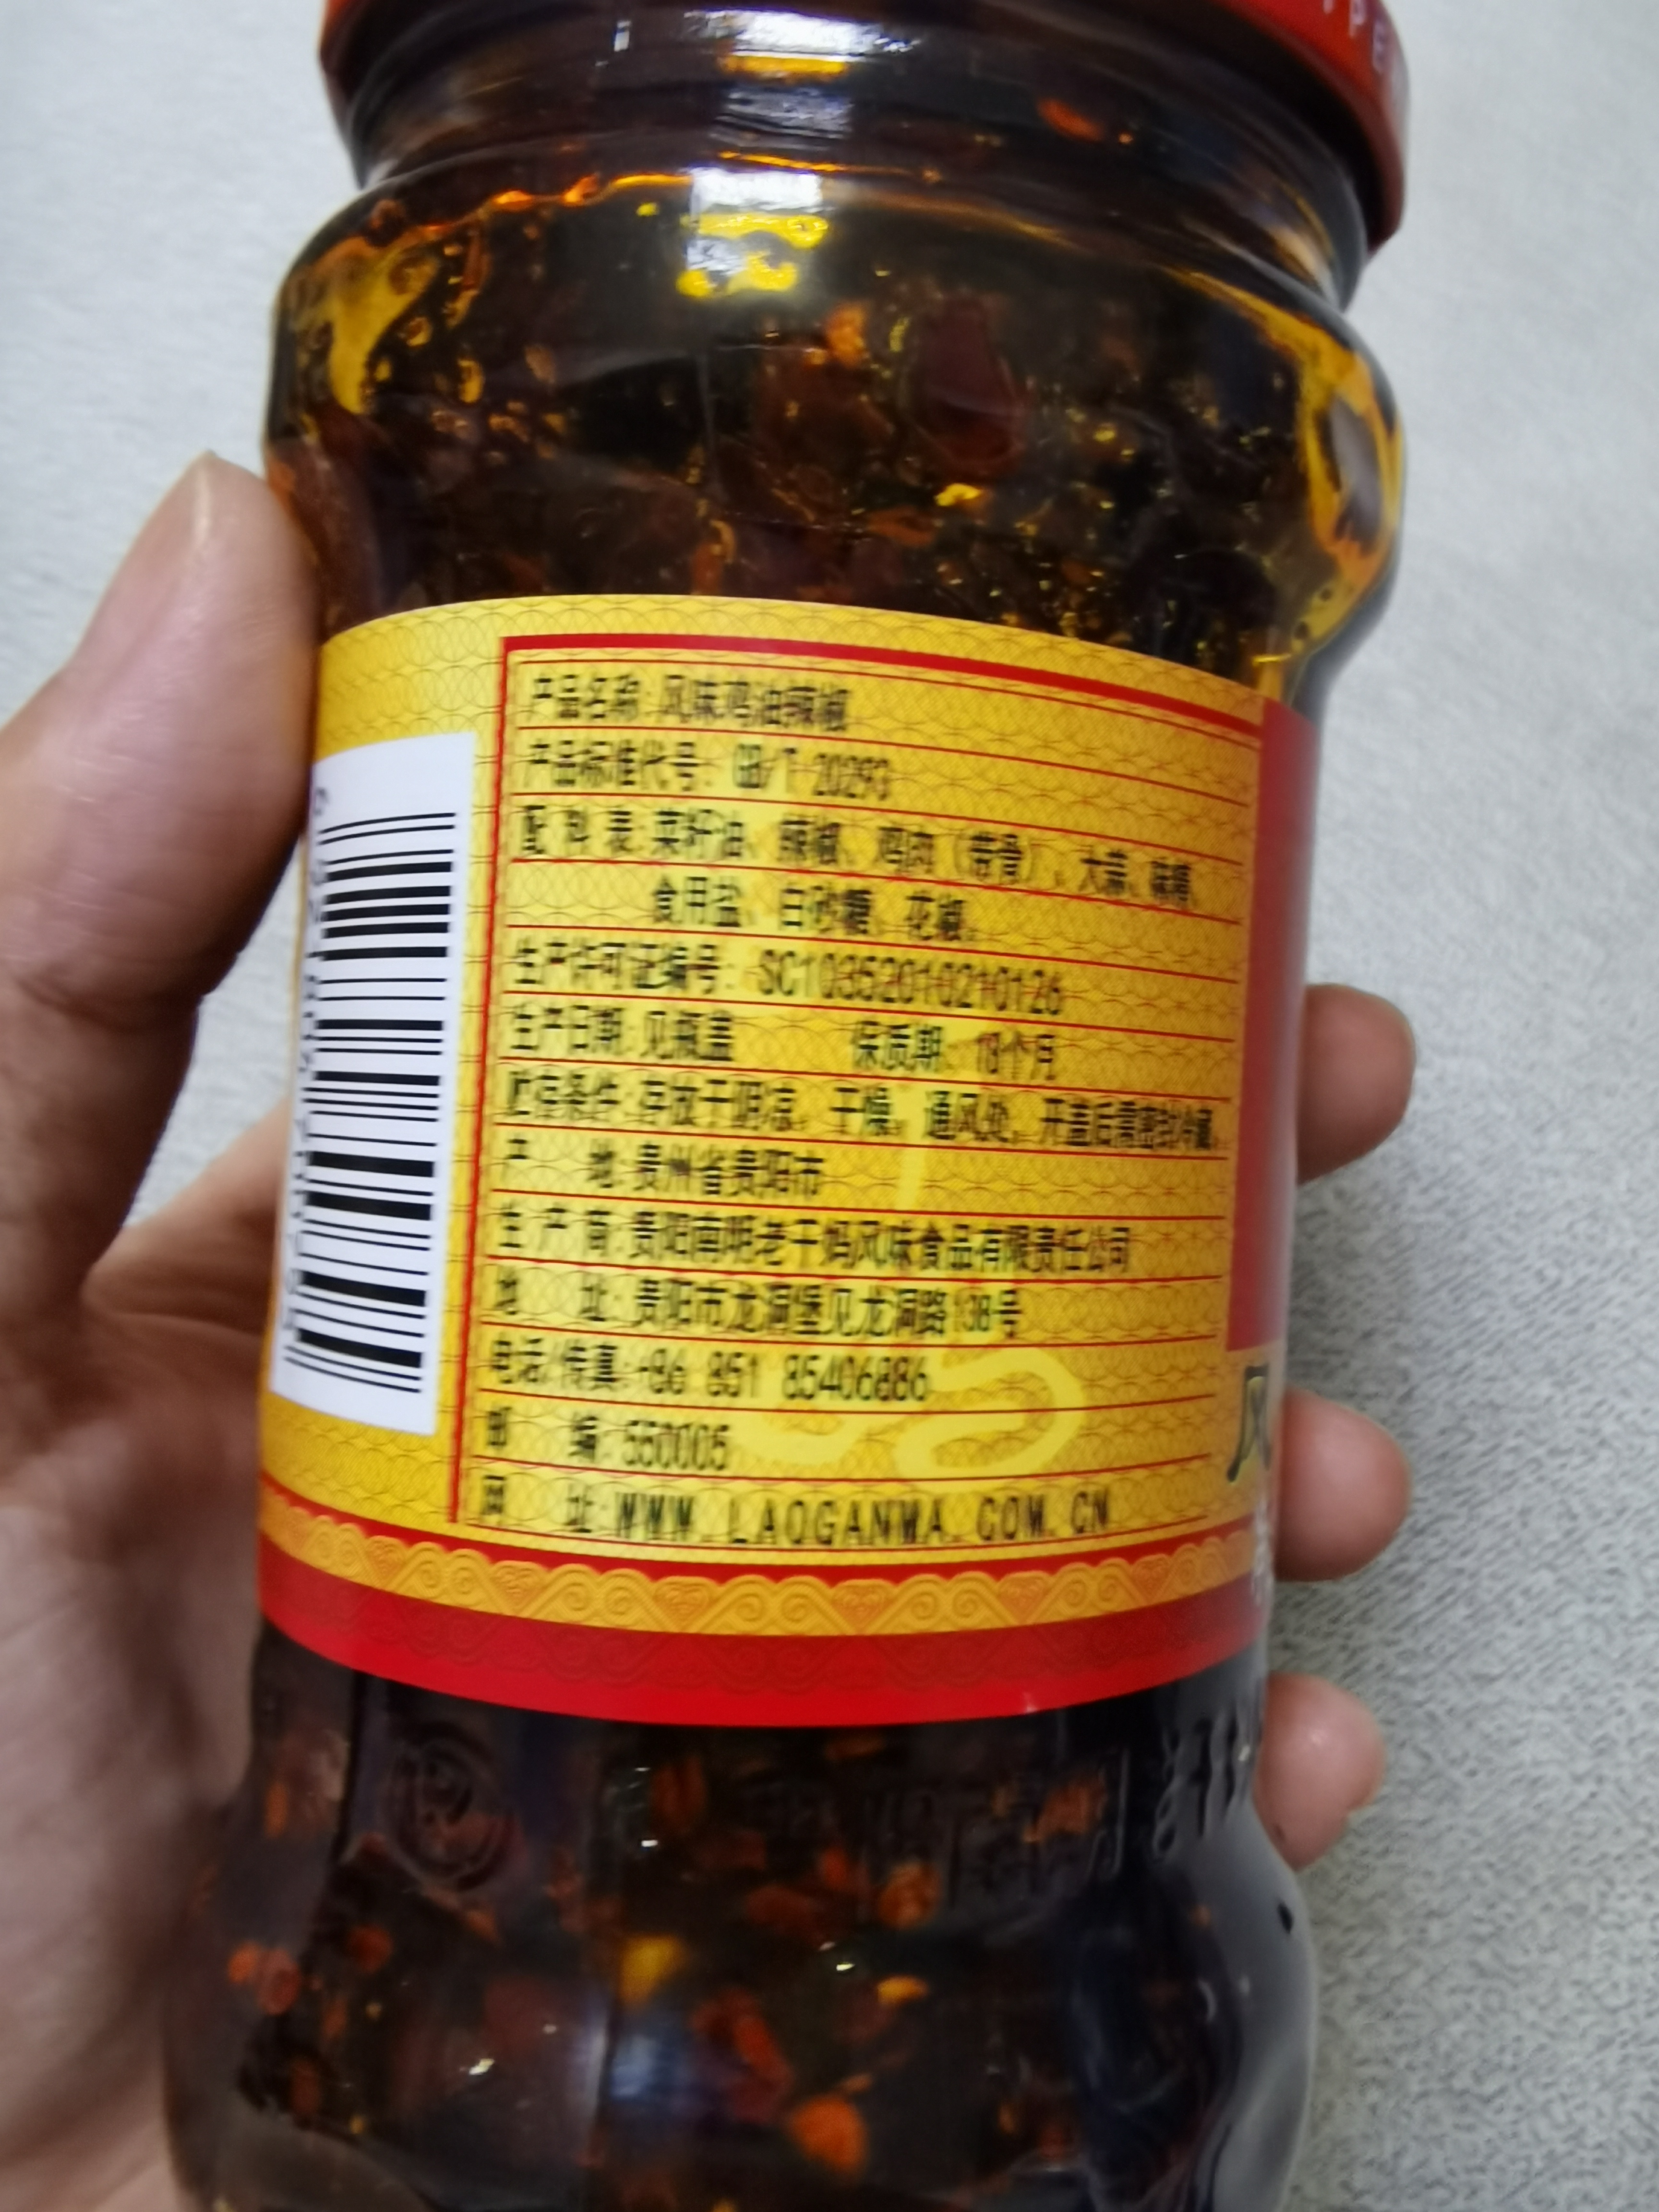 产品名称:风味鸡油辣椒
产品标准代号: GB/T 20293
配料表:菜籽油、辣椒、鸡肉（带骨）、大蒜、味精、
食用盐、白砂糖、花椒。
生产许可证编号: SC10352010210126
生产日期:见瓶盖 保质期: 18个月
贮存条件:存放于阴凉、干燥、通风处,开盖后需密封冷藏。
产地:贵州省贵阳市
生产商:贵阳南明老干妈风味食品有限责任公司
地址:贵阳市龙洞堡见龙洞路138号
电话/传真:+86 851 85406886
邮编:550005
网址:WWW.LAOGANMA.COM.CN
风